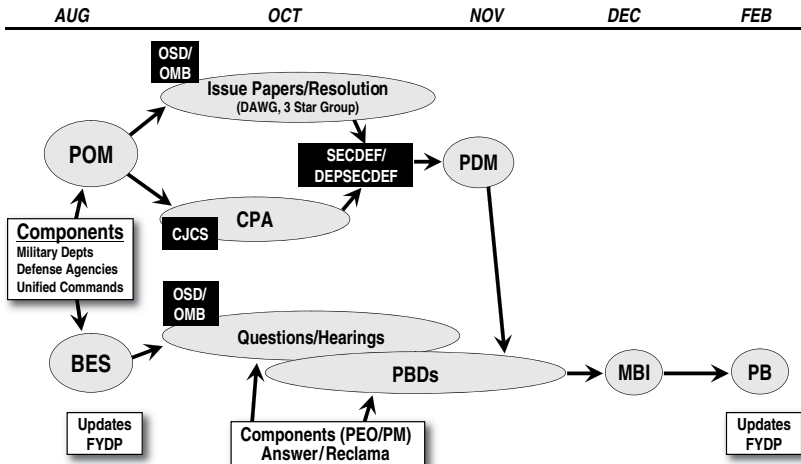 AUG OCT NOV DEC FEB
OSD/
OMB
Issue Papers/Resolution
(DAWG, 3 Star Group)
POM
SECDEF/
DEPSECDEF
PDM
CPA
CJCS
Components
Military Depts
Defense Agencies
Unified Commands
OSD/
OMB
Questions/Hearings
BES
PBDs
MBI
PB
Updates
FYDP
Components (PEO/PM)
Answer/Reclama
Updates
FYDP